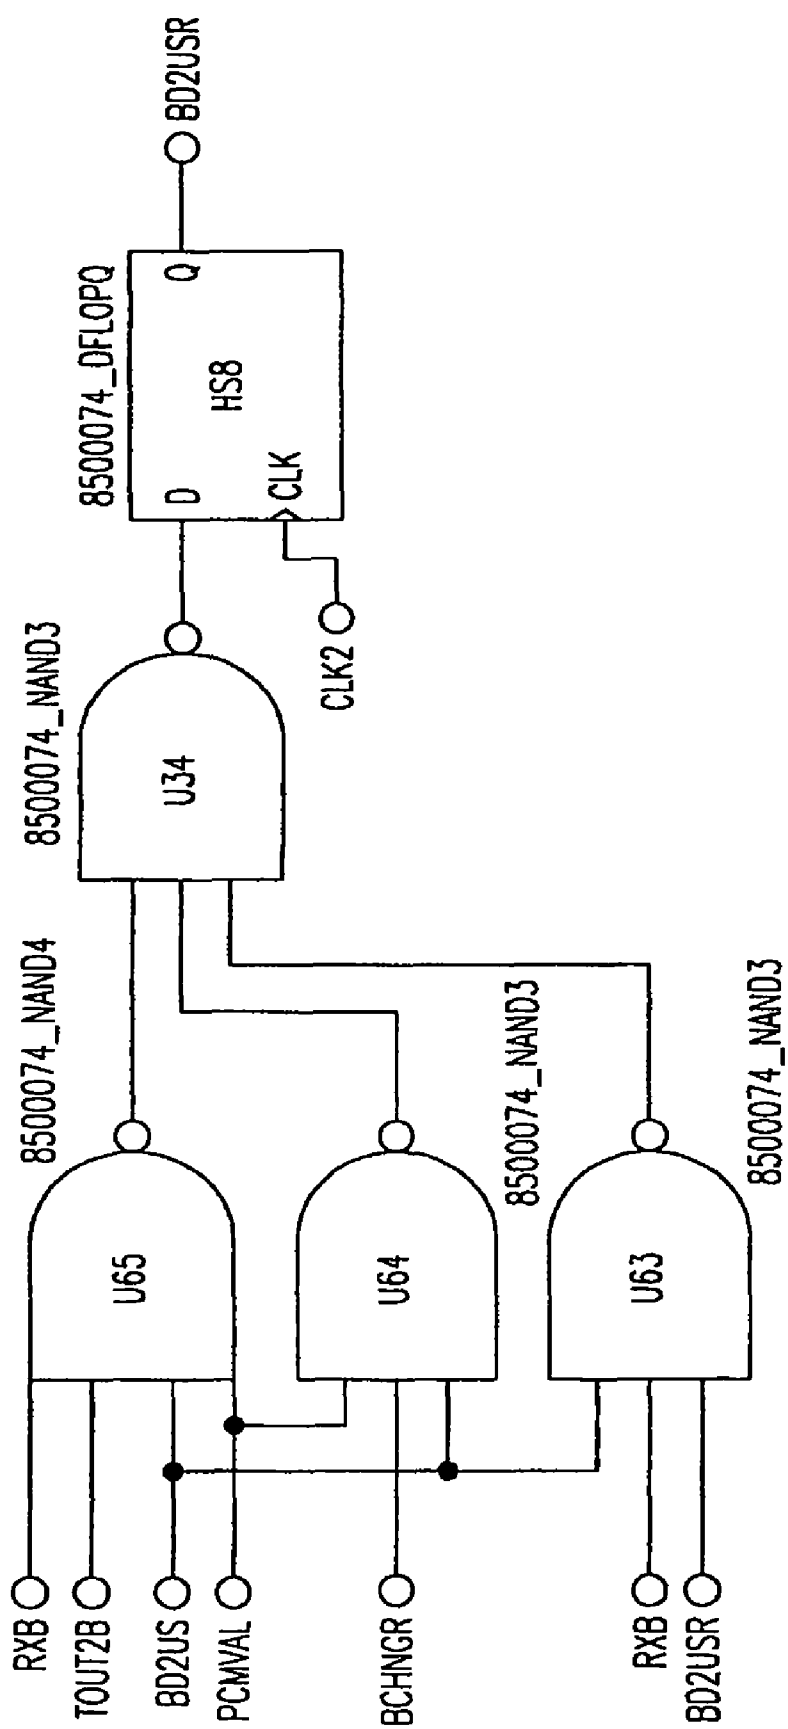 RXB
TOUT2B
BD2US
PCMVAL
BCHNGR
RXB
BD2USR
8500074_NAND4
U65
U64
8500074_NAND3
U63
8500074_NAND3
8500074_NAND3
U34
CLK2
8500074_DFL0PQ
D
Q
HS8
CLK
BD2USR